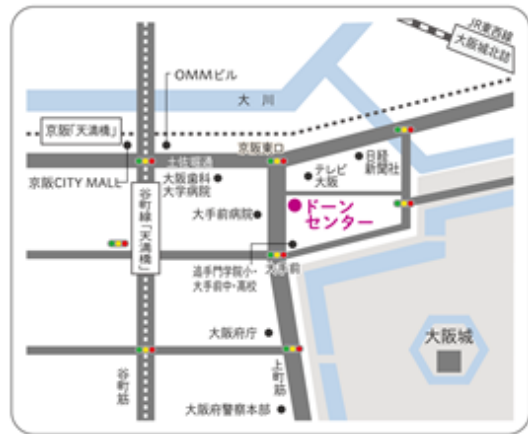 JR東西線
大阪城北詰
OMMビル
大川
京阪「天満橋」
京阪東口
土佐堀通
日経
新聞社
テレビ
大阪
京阪CITY MALL
大阪歯科
大学病院
谷町線「天満橋」
大手前病院
ドーン
センター
追手門学院小・
大手前中・高校
大手前
大阪府庁
大阪城
谷町筋
上町筋
大阪府警察本部